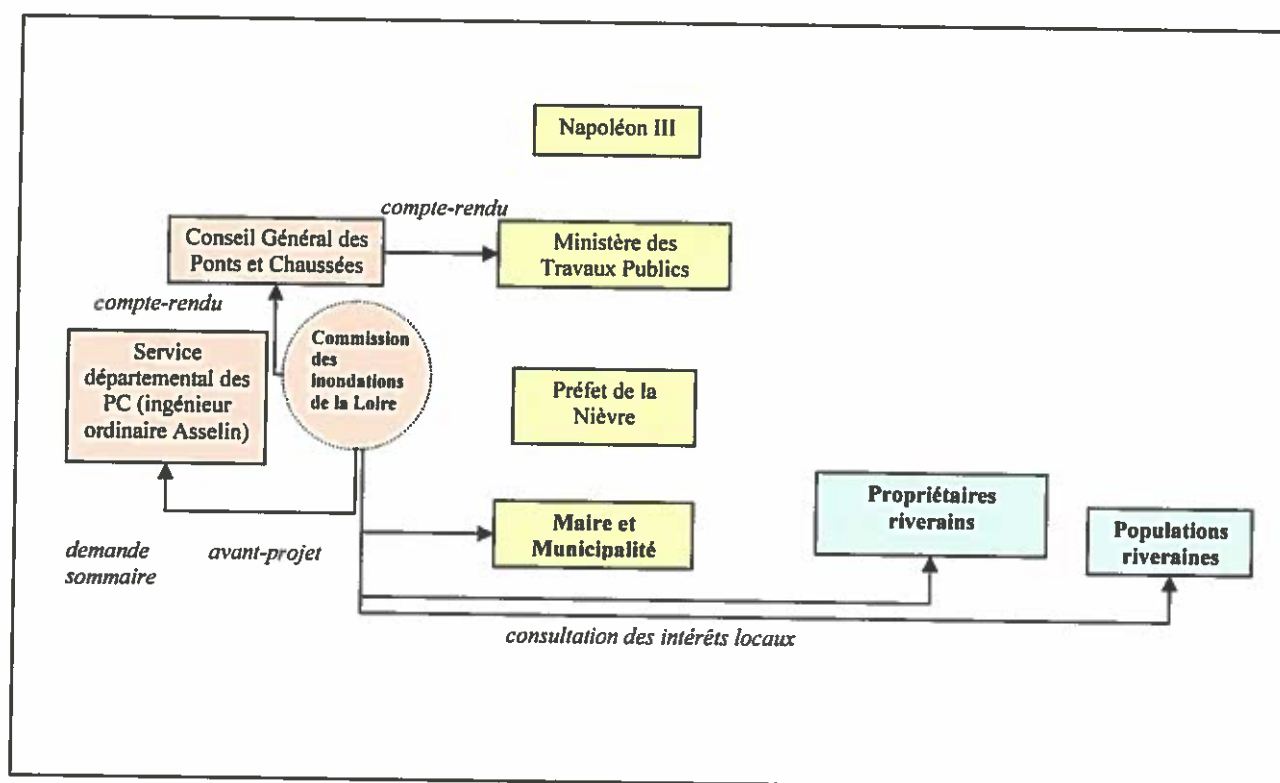 Napoléon III
compte-rendu
Conseil Général des
Ponts et Chaussées
Ministère des
Travaux Publics
compte-rendu
Service
départemental des
PC (ingénieur
ordinaire Asselin)
Commission
des
inondations
de la Loire
Préfet de la
Nièvre
Maire et
Municipalité
Propriétaires
riverains
Populations
riveraines
demande
sommaire
avant-projet
consultation des intérêts locaux